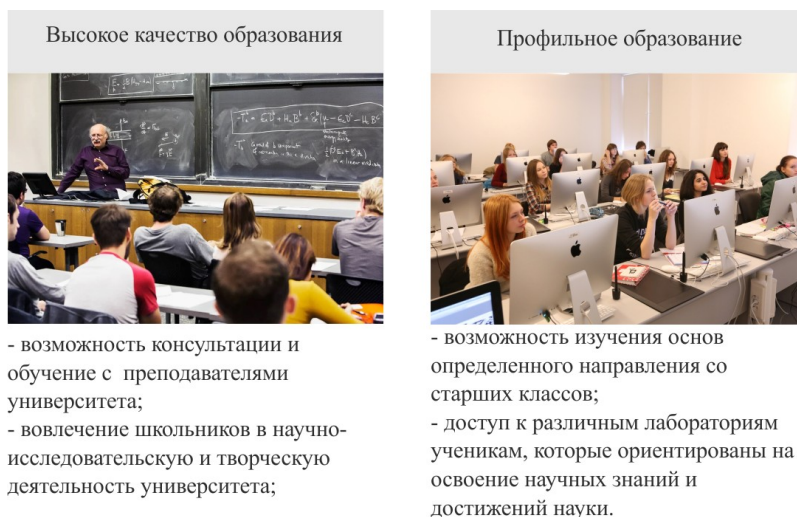 Высокое качество образования
- возможность консультации и
обучение с преподавателями
университета;
- вовлечение школьников в научно-
исследовательскую и творческую
деятельность университета;
Профильное образование
- возможность изучения основ
определенного направления со
старших классов;
- доступ к различным лабораториям
ученикам, которые ориентированы на
освоение научных знаний и
достижений науки.